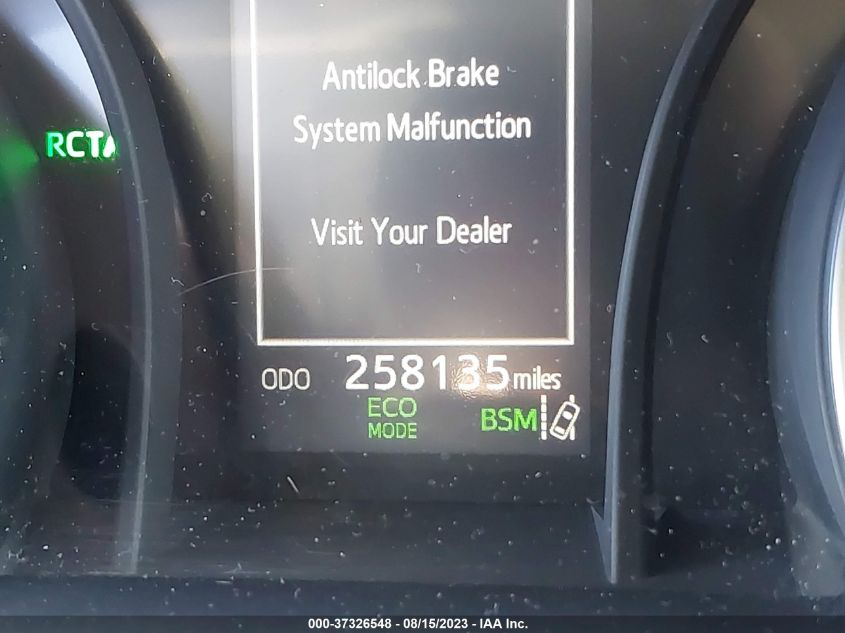 Antilock Brake
System Malfunction
RCTA
Visit Your Dealer
ODO 258135 miles
ECO
MODE
BSM
000-37326548 - 08/15/2023 - IAA Inc.